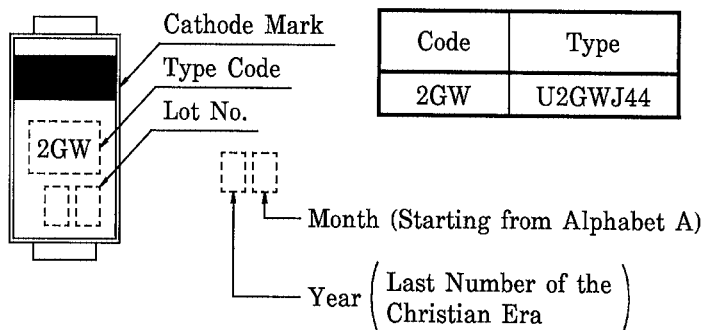 Cathode Mark
Type Code
Lot No.
2GW
Code Type
2GW U2GWJ44
Month (Starting from Alphabet A)
Year (Last Number of the
Christian Era)